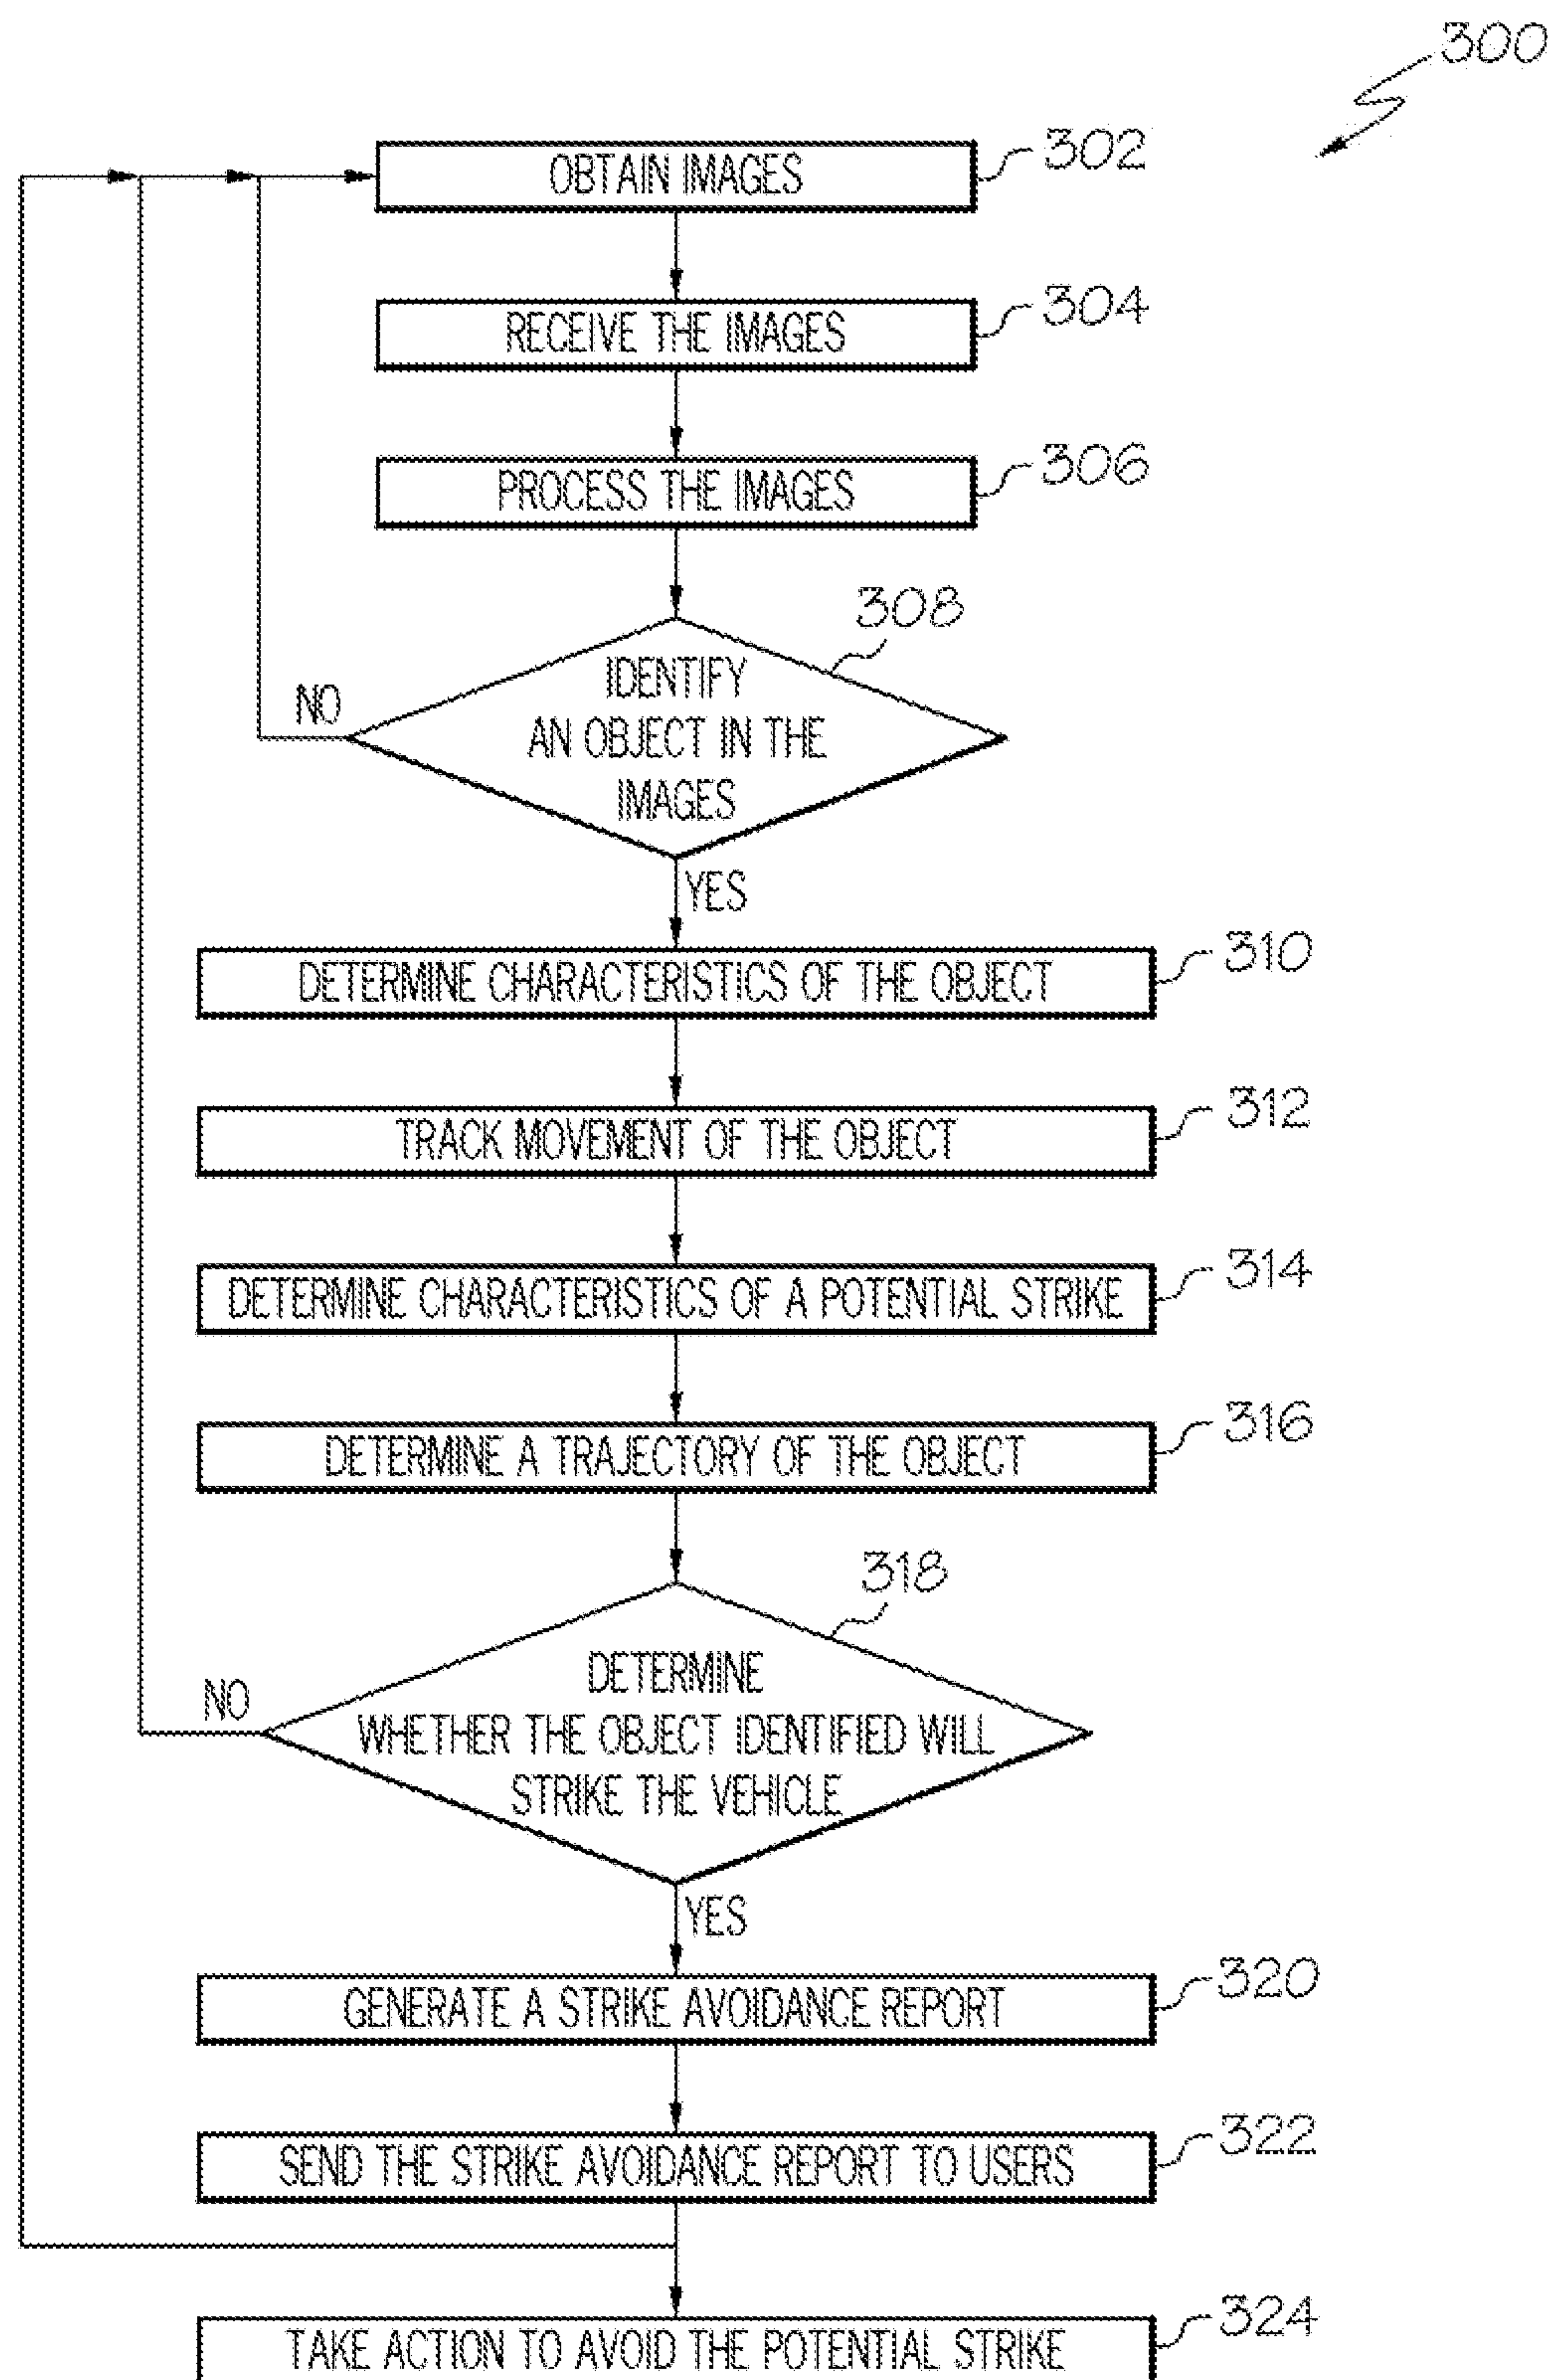 300
OBTAIN IMAGES
302
RECEIVE THE IMAGES
304
PROCESS THE IMAGES
306
308
IDENTIFY
AN OBJECT IN THE
IMAGES
NO
YES
DETERMINE CHARACTERISTICS OF THE OBJECT
310
TRACK MOVEMENT OF THE OBJECT
312
DETERMINE CHARACTERISTICS OF A POTENTIAL STRIKE
314
DETERMINE A TRAJECTORY OF THE OBJECT
316
318
DETERMINE
WHETHER THE OBJECT IDENTIFIED WILL
STRIKE THE VEHICLE
NO
YES
GENERATE A STRIKE AVOIDANCE REPORT
320
SEND THE STRIKE AVOIDANCE REPORT TO USERS
322
TAKE ACTION TO AVOID THE POTENTIAL STRIKE
324